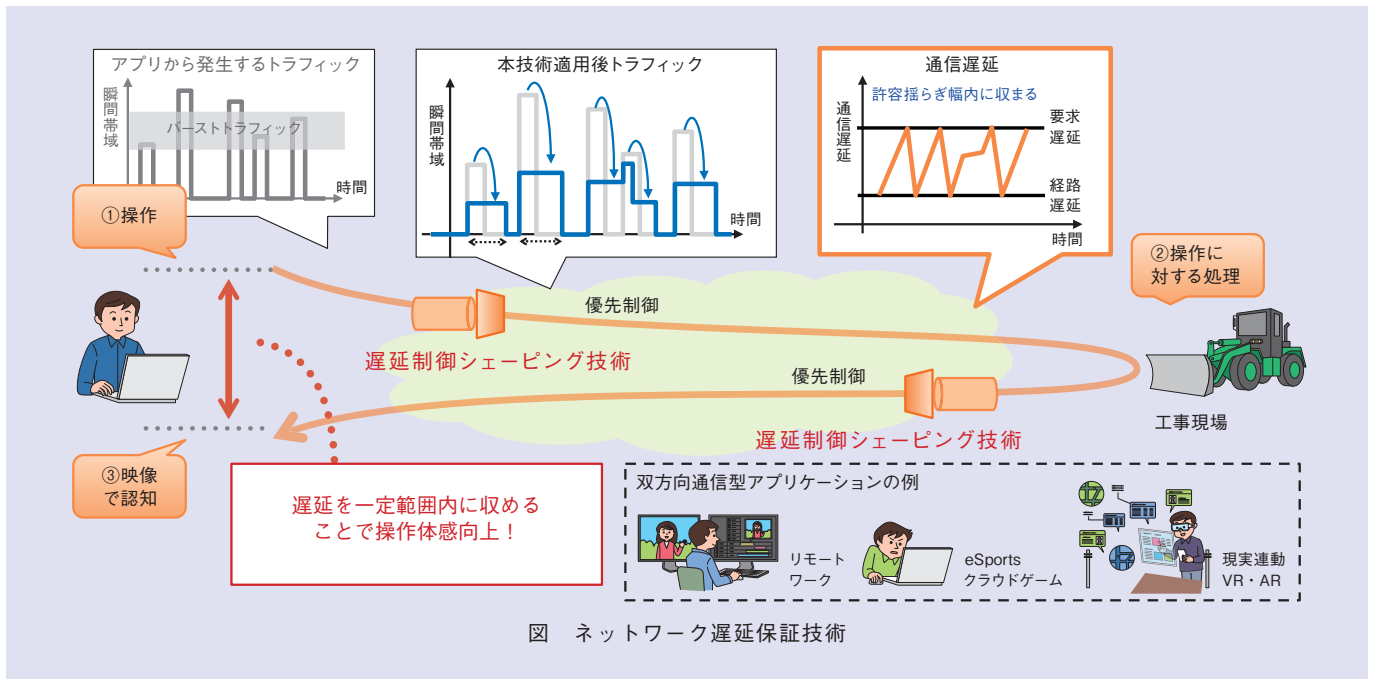 アプリから発生するトラフィック
瞬間帯域
バーストトラフィック
時間
本技術適用後トラフィック
瞬間帯域
時間
通信遅延
許容揺らぎ幅内に収まる
通信遅延
要求
遅延
経路
遅延
時間
①操作
②操作に
対する処理
優先制御
遅延制御シェーピング技術
優先制御
遅延制御シェーピング技術
工事現場
③映像
で認知
遅延を一定範囲内に収める
ことで操作体感向上！
双方向通信型アプリケーションの例
リモート
ワーク
eSports
クラウドゲーム
現実連動
VR・AR
図　ネットワーク遅延保証技術